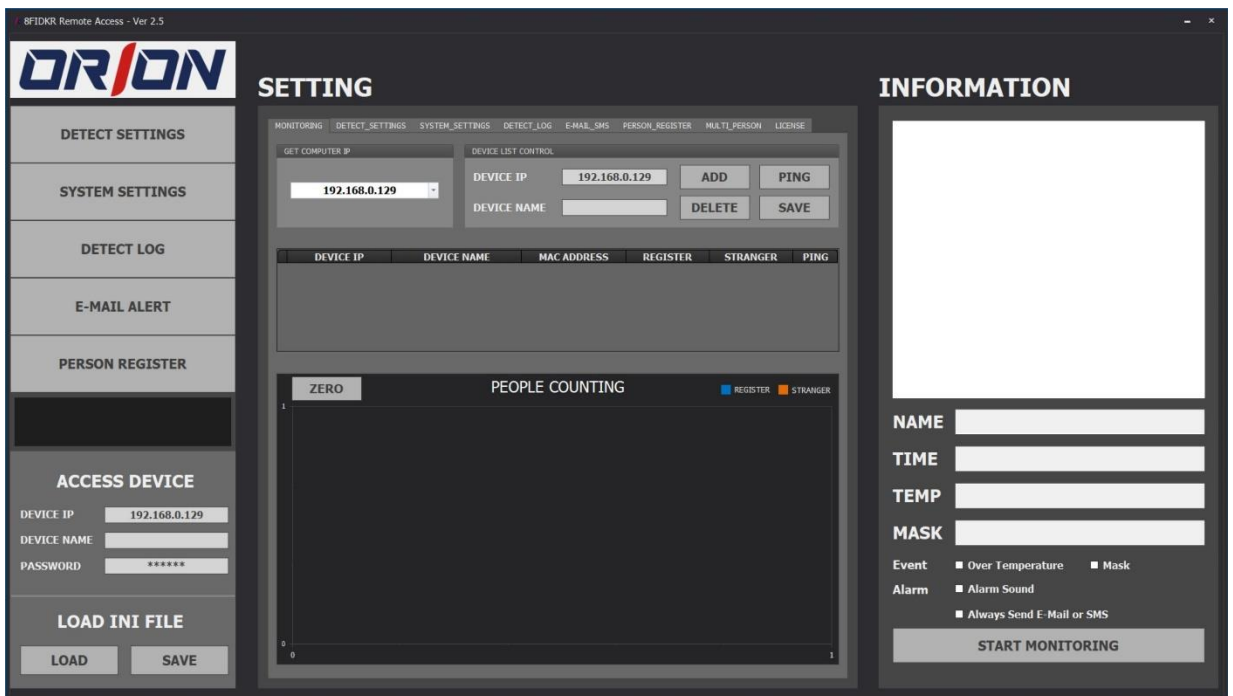 8FIDKR Remote Access - Ver 2.5
ORION
DETECT SETTINGS
SYSTEM SETTINGS
DETECT LOG
E-MAIL ALERT
PERSON REGISTER
ACCESS DEVICE
DEVICE IP 192.168.0.129
DEVICE NAME
PASSWORD ******
LOAD INI FILE
LOAD SAVE
SETTING
MONITORING DETECT_SETTINGS SYSTEM_SETTINGS DETECT_LOG E-MAIL_SMS PERSON_REGISTER MULTI_PERSON LICENSE
GET COMPUTER IP
192.168.0.129
DEVICE LIST CONTROL
DEVICE IP 192.168.0.129 ADD PING
DEVICE NAME DELETE SAVE
DEVICE IP DEVICE NAME MAC ADDRESS REGISTER STRANGER PING
ZERO PEOPLE COUNTING REGISTER STRANGER
1
0
0 1
INFORMATION
NAME
TIME
TEMP
MASK
Event Over Temperature Mask
Alarm Alarm Sound
Always Send E-Mail or SMS
START MONITORING